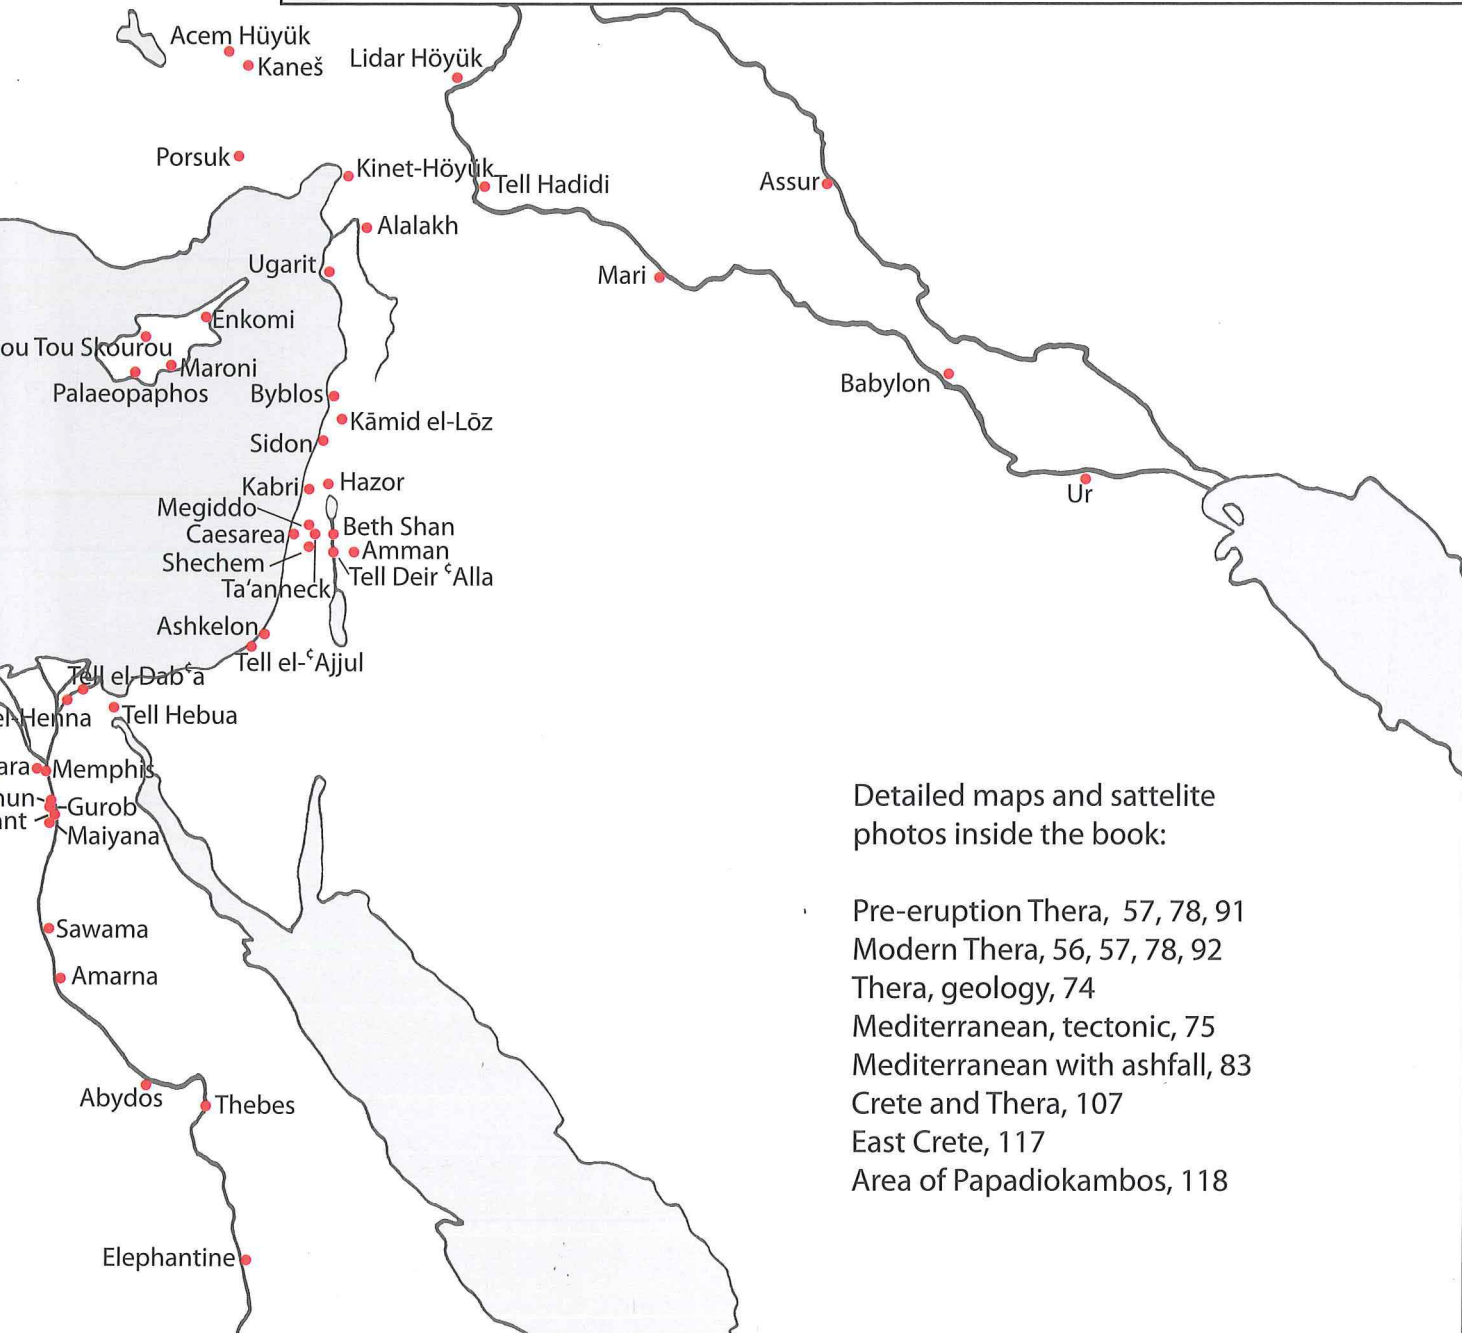 Acem Hüyük
Kaneš
Lidar Höyük
Porsuk
Kinet-Höyük
Tell Hadidi
Assur
Alalakh
Ugarit
Mari
Enkomi
ou Tou Skourou
Maroni
Palaeopaphos
Byblos
Babylon
Kāmid el-Lōz
Sidon
Kabri
Hazor
Ur
Megiddo
Caesarea
Beth Shan
Shechem
Amman
Tell Deir ʿAlla
Ta‘anneck
Ashkelon
Tell el-ʿAjjul
Tell el-Dabʿa
el-Henna
Tell Hebua
ara
Memphis
hun
Gurob
ant
Maiyana
Sawama
Amarna
Abydos
Thebes
Elephantine
Detailed maps and sattelite
photos inside the book:
Pre-eruption Thera, 57, 78, 91
Modern Thera, 56, 57, 78, 92
Thera, geology, 74
Mediterranean, tectonic, 75
Mediterranean with ashfall, 83
Crete and Thera, 107
East Crete, 117
Area of Papadiokambos, 118